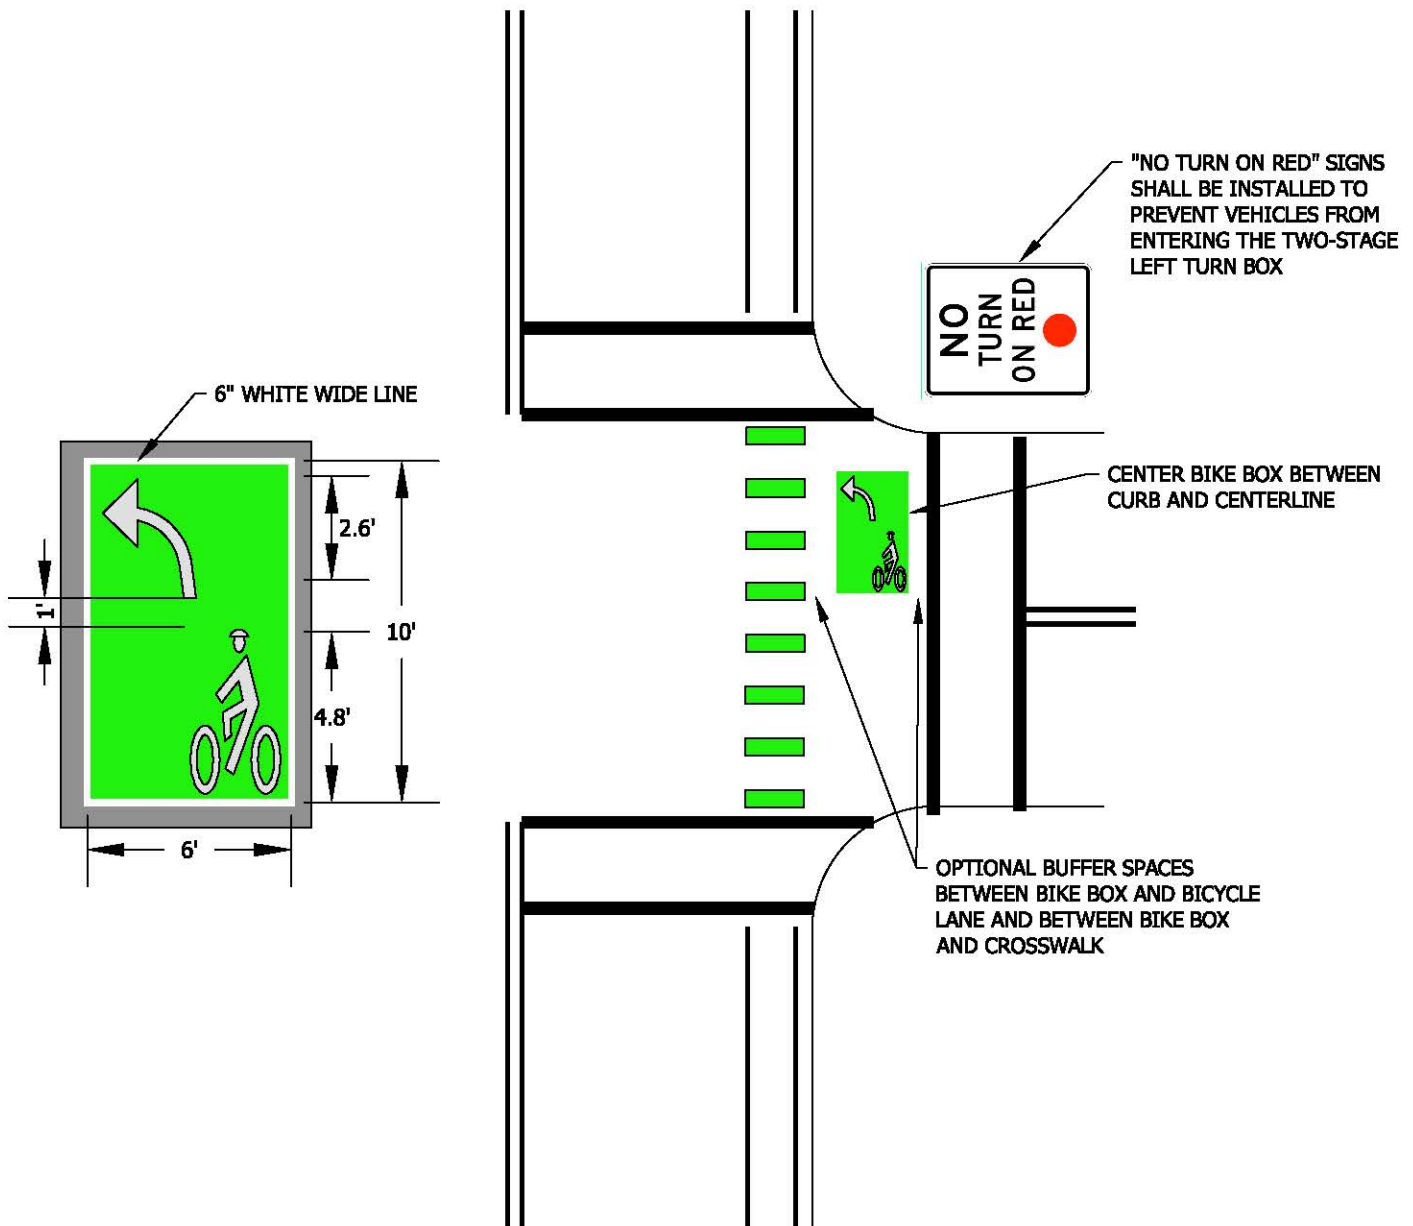 "NO TURN ON RED" SIGNS
SHALL BE INSTALLED TO
PREVENT VEHICLES FROM
ENTERING THE TWO-STAGE
LEFT TURN BOX
NO
TURN
ON RED
6" WHITE WIDE LINE
CENTER BIKE BOX BETWEEN
CURB AND CENTERLINE
2.6'
1'
10'
4.8'
6'
OPTIONAL BUFFER SPACES
BETWEEN BIKE BOX AND BICYCLE
LANE AND BETWEEN BIKE BOX
AND CROSSWALK